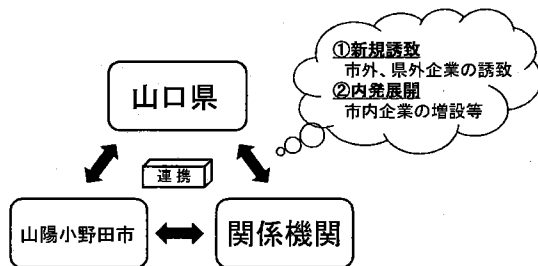 ①新規誘致
市外、県外企業の誘致
②内発展開
市内企業の増設等
山口県
連携
山陽小野田市
関係機関